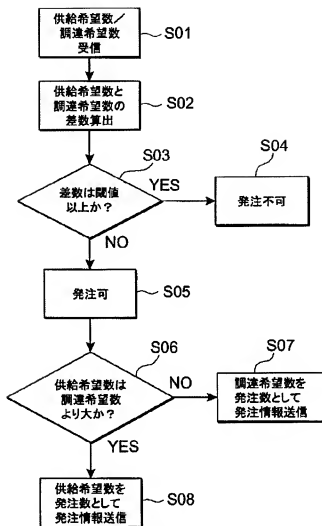 供給希望数／
調達希望数
受信
S01
供給希望数と
調達希望数の
差数算出
S02
差数は閾値
以上か？
S03
YES
発注不可
S04
NO
発注可
S05
供給希望数は
調達希望数
より大か？
S06
NO
調達希望数を
発注数として
発注情報送信
S07
YES
供給希望数を
発注数として
発注情報送信
S08